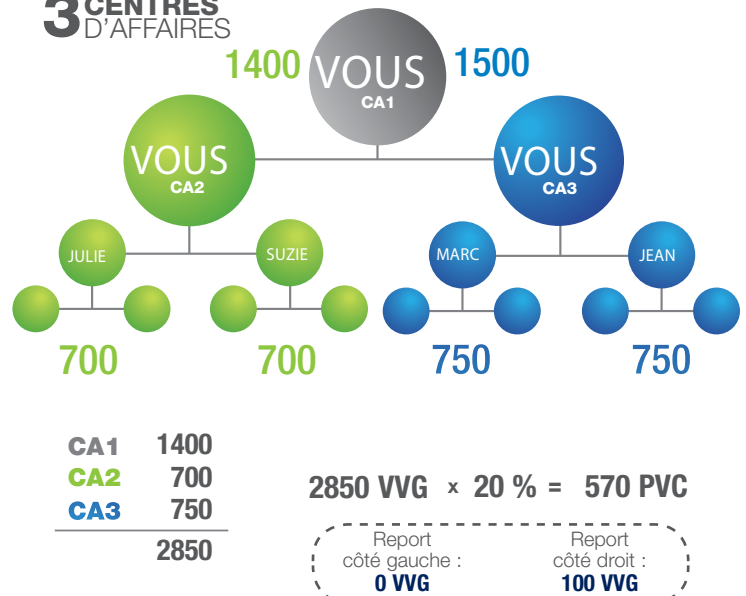 3 CENTRES
D'AFFAIRES
1400 VOUS 1500
CA1
VOUS VOUS
CA2 CA3
JULIE SUZIE MARC JEAN
700 700 750 750
CA1 1400
CA2 700
CA3 750
2850
2850 VVG x 20 % = 570 PVC
Report
côté gauche :
0 VVG
Report
côté droit :
100 VVG